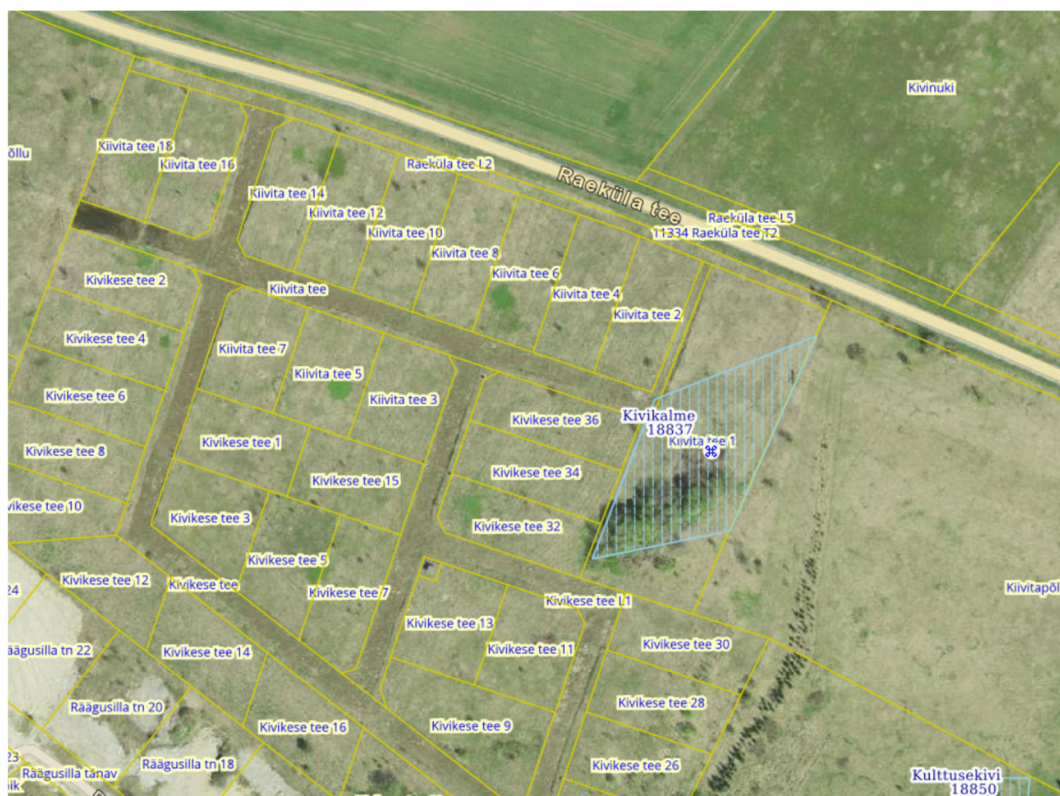 Kivinuki
Kiivita tee 18
õllu
Kiivita tee 16
Raeküla tee L2
Raeküla tee
Kiivita tee 14
Kiivita tee 12
Raeküla tee L5
Kiivita tee 10
11334 Raeküla tee T2
Kiivita tee 8
Kiivita tee 6
Kivikese tee 2
Kiivita tee
Kiivita tee 4
Kiivita tee 2
Kivikese tee 4
Kiivita tee 7
Kiivita tee 5
Kivikese tee 6
Kiivita tee 3
Kivikese tee 36
Kivikalme
18837
Kiivita tee 1
Kivikese tee 1
Kivikese tee 8
Kivikese tee 34
Kivikese tee 15
vikese tee 10
Kivikese tee 3
Kivikese tee 32
Kivikese tee 5
Kivikese tee 12
Kivikese tee
24
Kivikese tee 7
Kiivitapõl
Kivikese tee L1
Kivikese tee 13
Kivikese tee 30
äägusilla tn 22
Kivikese tee 14
Kivikese tee 11
Kivikese tee 28
Räägusilla tn 20
Kivikese tee 16
Kivikese tee 9
23
Räägusilla tn 18
Kivikese tee 26
Räägusilla tänav
Kulttusekivi
18850